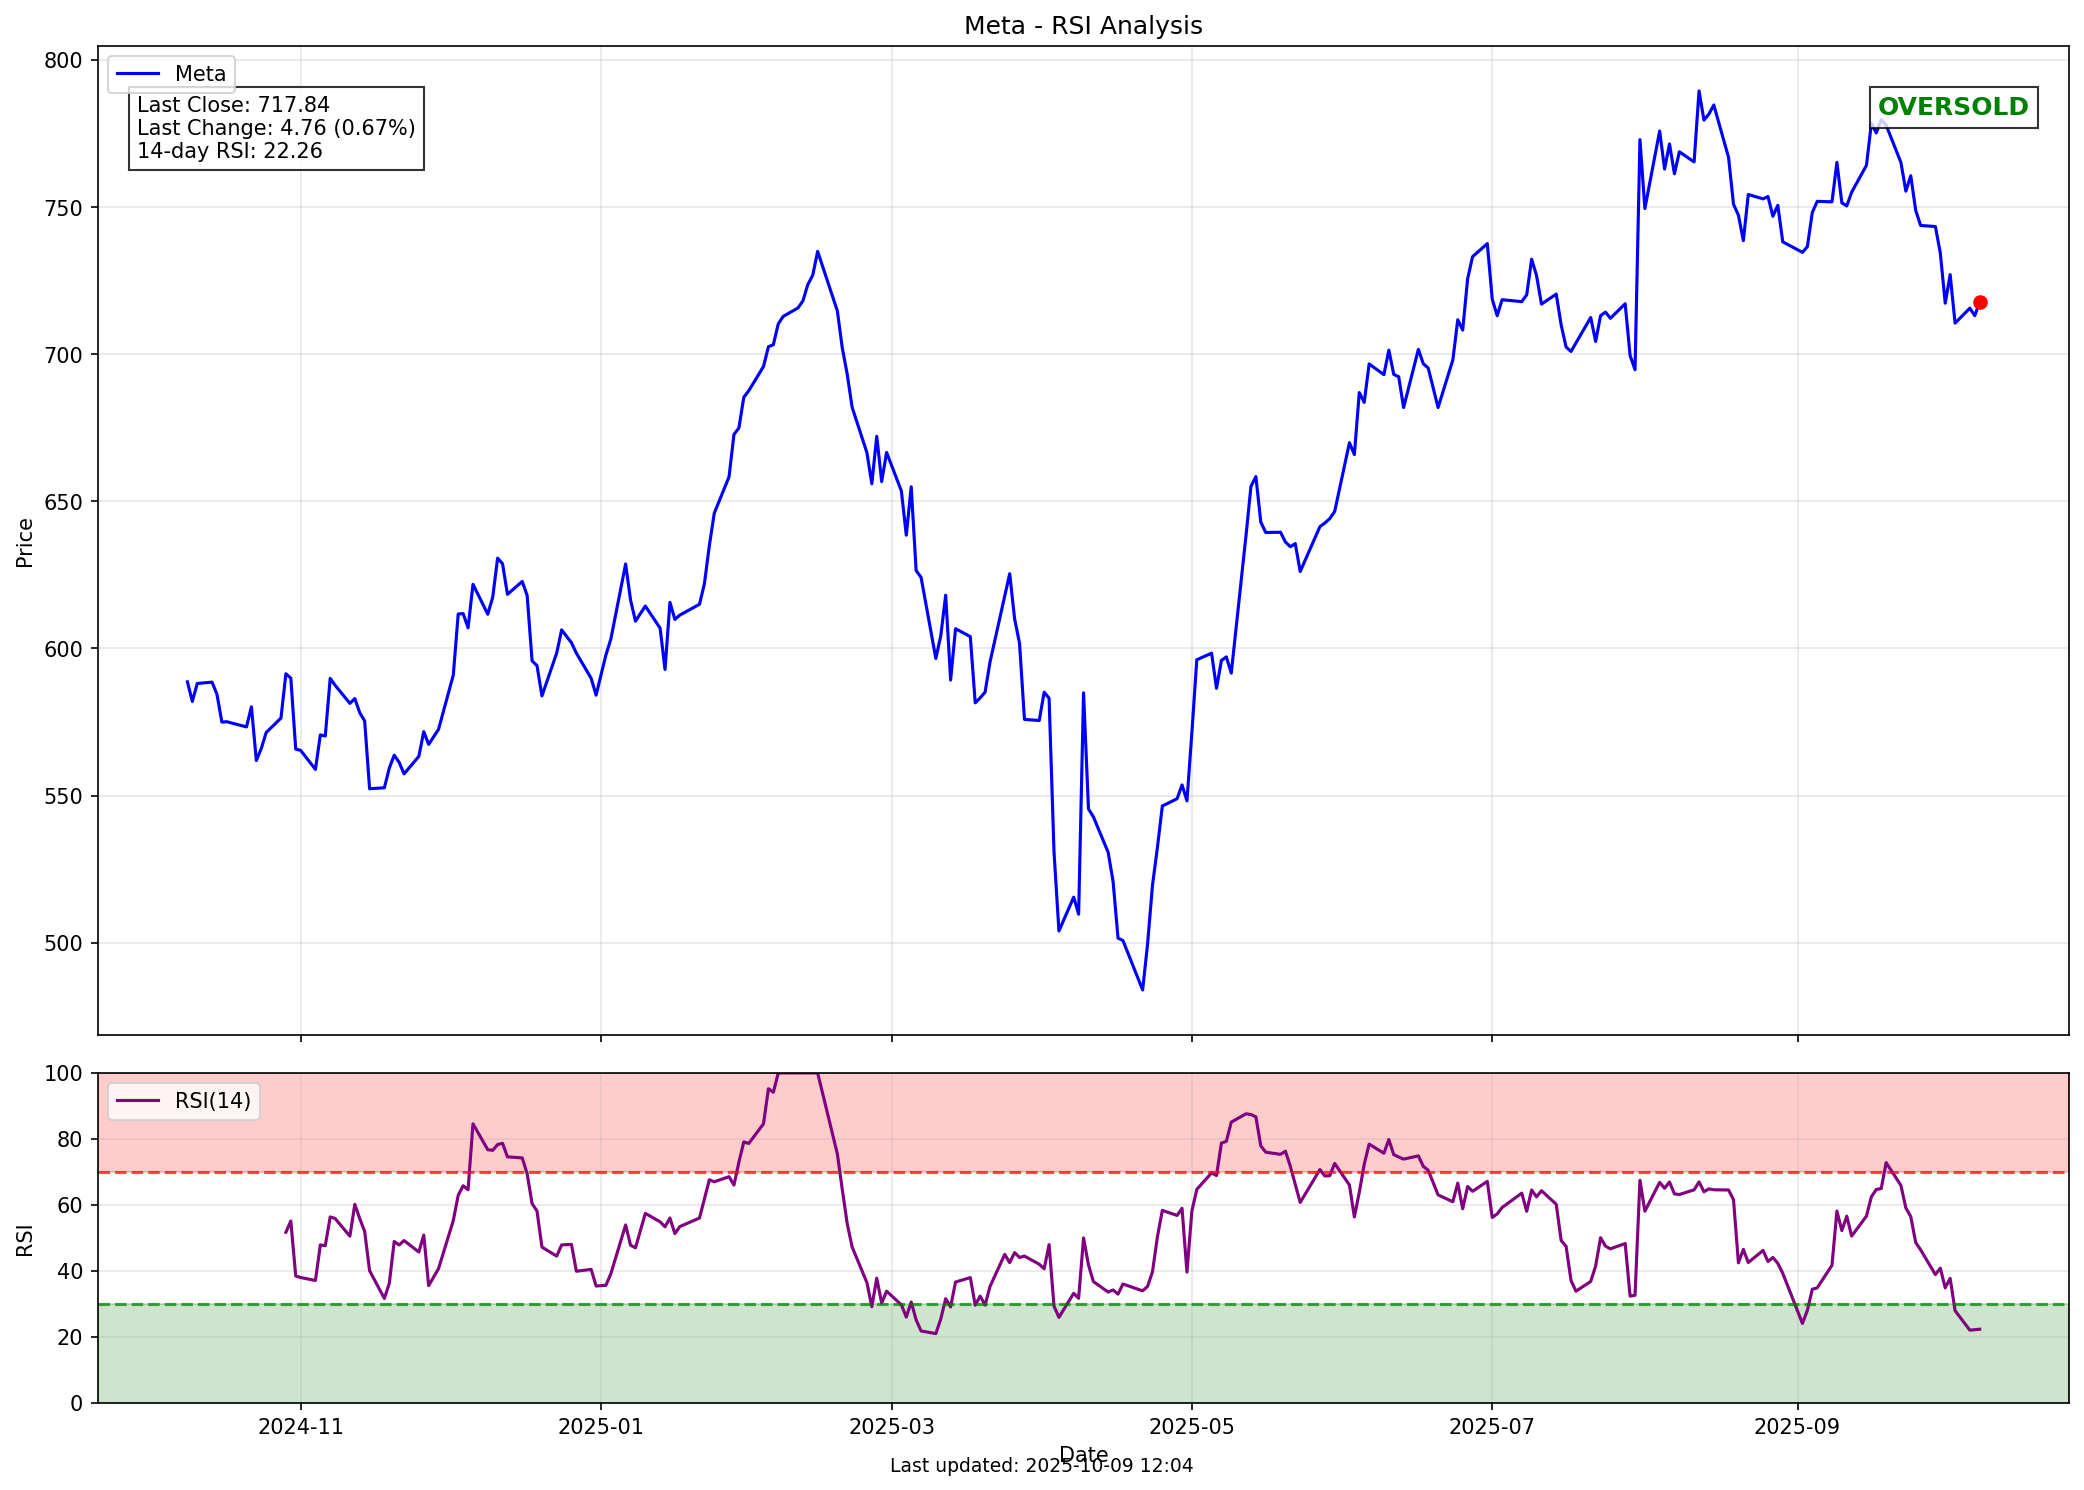 Meta - RSI Analysis
Meta
Last Close: 717.84
Last Change: 4.76 (0.67%)
14-day RSI: 22.26
OVERSOLD
Price
800
750
700
650
600
550
500
RSI
RSI(14)
100
80
60
40
20
0
2024-11
2025-01
2025-03
2025-05
2025-07
2025-09
Date
Last updated: 2025-10-09 12:04